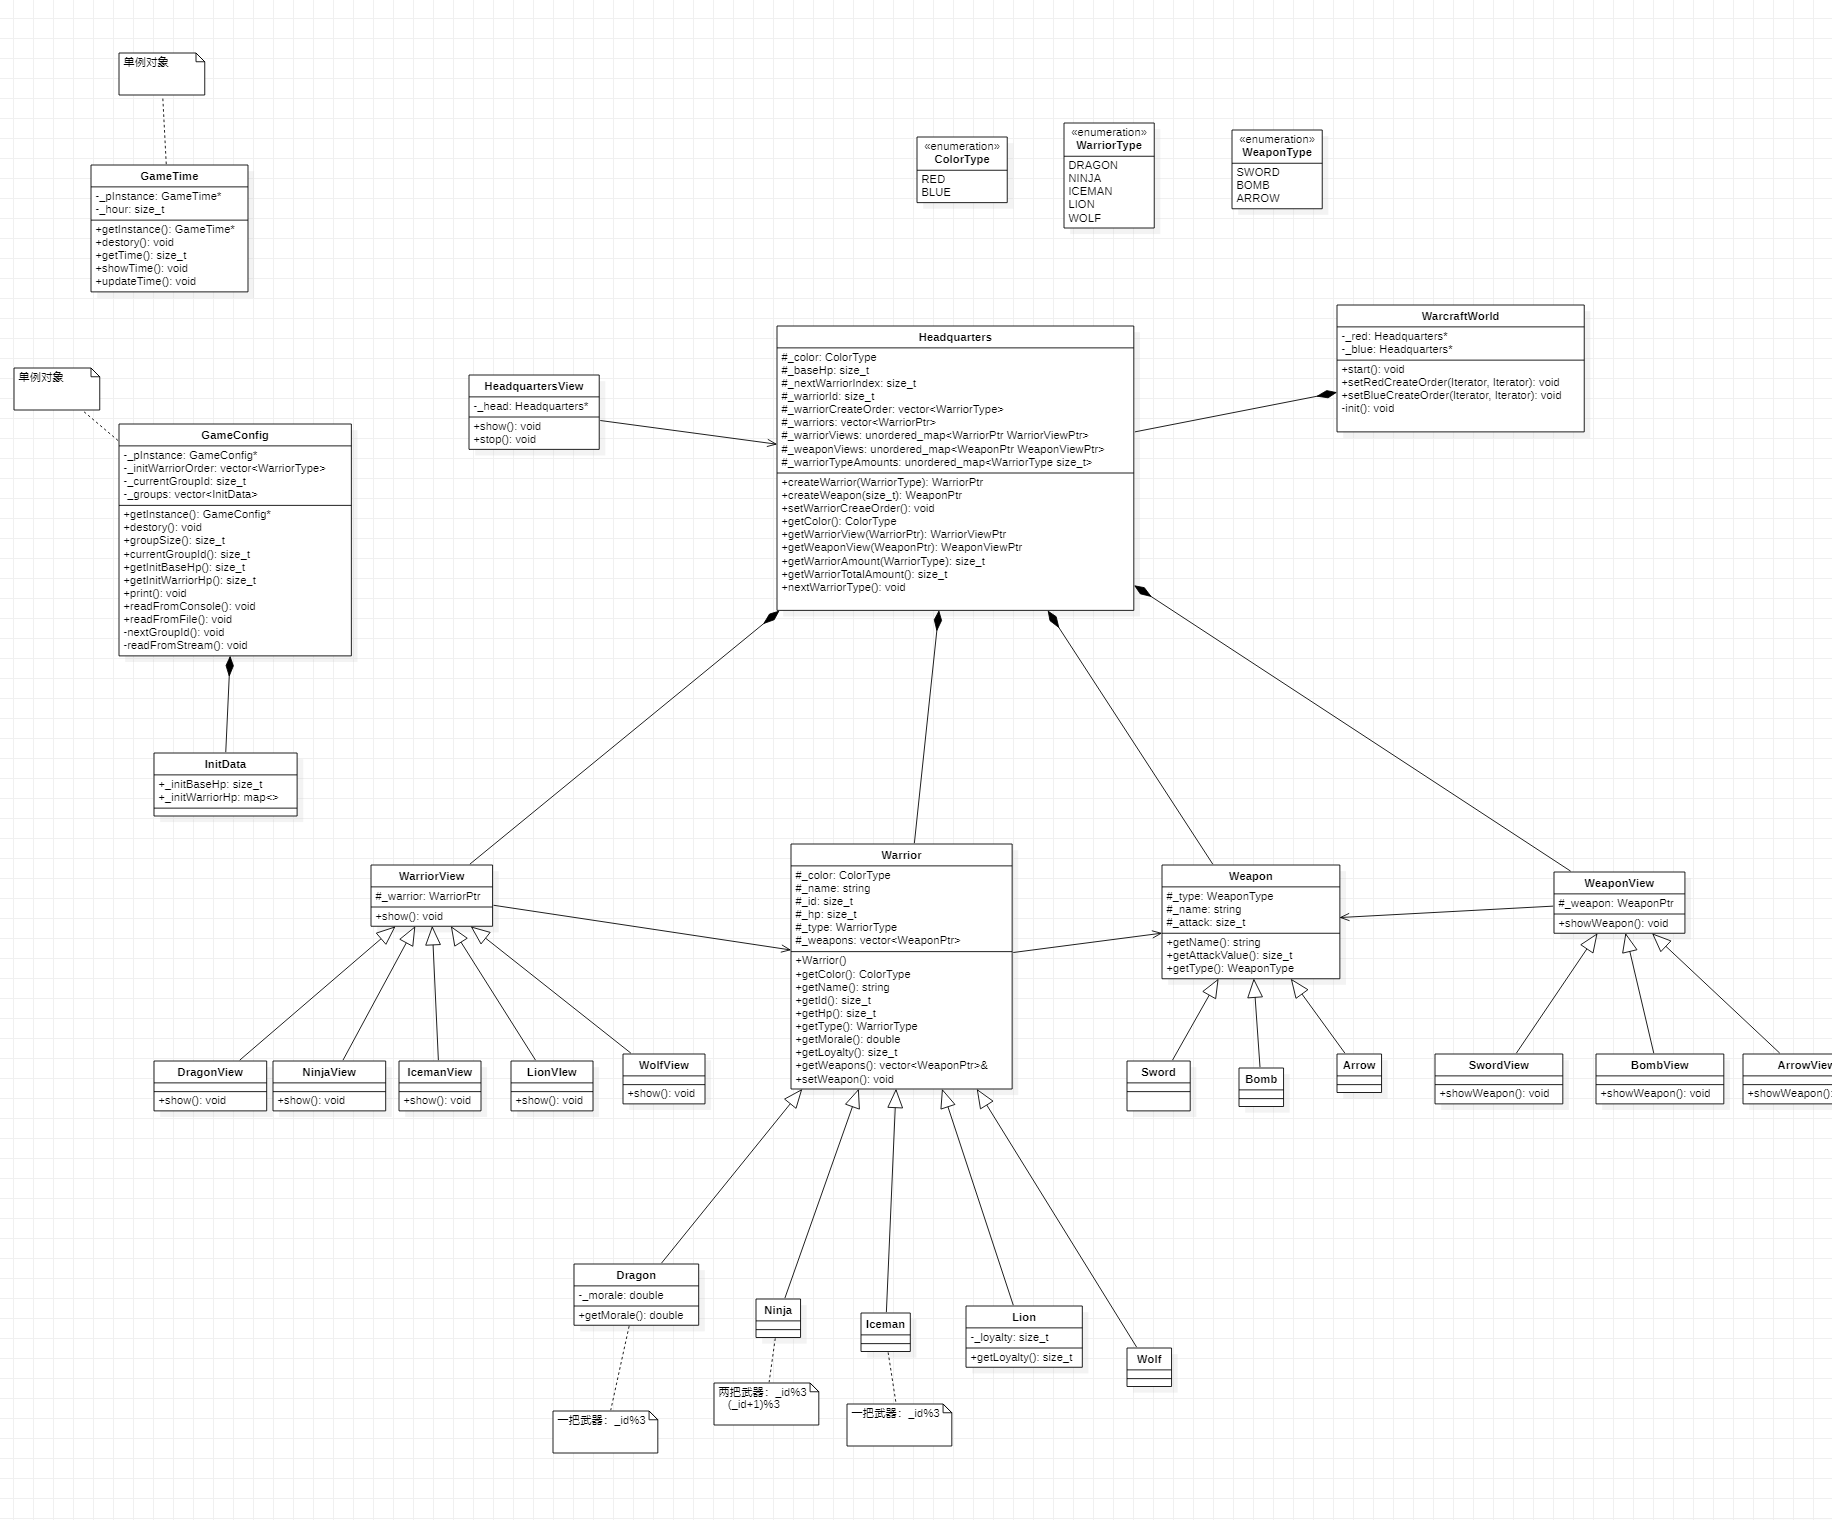 单例对象
GameTime
-_pInstance: GameTime*
-_hour: size_t
+getInstance(): GameTime*
+destory(): void
+getTime(): size_t
+showTime(): void
+updateTime(): void
«enumeration»
ColorType
RED
BLUE
«enumeration»
WarriorType
DRAGON
NINJA
ICEMAN
LION
WOLF
«enumeration»
WeaponType
SWORD
BOMB
ARROW
单例对象
GameConfig
-_pInstance: GameConfig*
-_initWarriorOrder: vector<WarriorType>
-_currentGroupId: size_t
-_groups: vector<InitData>
+getInstance(): GameConfig*
+destory(): void
+groupSize(): size_t
+currentGroupId(): size_t
+getInitBaseHp(): size_t
+getInitWarriorHp(): size_t
+print(): void
+readFromConsole(): void
+readFromFile(): void
-nextGroupId(): void
-readFromStream(): void
InitData
+_initBaseHp: size_t
+_initWarriorHp: map<>
HeadquartersView
-_head: Headquarters*
+show(): void
+stop(): void
Headquarters
#_color: ColorType
#_baseHp: size_t
#_nextWarriorIndex: size_t
#_warriorId: size_t
#_warriorCreateOrder: vector<WarriorType>
#_warriors: vector<WarriorPtr>
#_warriorViews: unordered_map<WarriorPtr WarriorViewPtr>
#_weaponViews: unordered_map<WeaponPtr WeaponViewPtr>
#_warriorTypeAmounts: unordered_map<WarriorType size_t>
+createWarrior(WarriorType): WarriorPtr
+createWeapon(size_t): WeaponPtr
+setWarriorCreaeOrder(): void
+getColor(): ColorType
+getWarriorView(WarriorPtr): WarriorViewPtr
+getWeaponView(WeaponPtr): WeaponViewPtr
+getWarriorAmount(WarriorType): size_t
+getWarriorTotalAmount(): size_t
+nextWarriorType(): void
WarcraftWorld
-_red: Headquarters*
-_blue: Headquarters*
+start(): void
+setRedCreateOrder(Iterator, Iterator): void
+setBlueCreateOrder(Iterator, Iterator): void
-init(): void
WarriorView
#_warrior: WarriorPtr
+show(): void
Warrior
#_color: ColorType
#_name: string
#_id: size_t
#_hp: size_t
#_type: WarriorType
#_weapons: vector<WeaponPtr>
+Warrior()
+getColor(): ColorType
+getName(): string
+getId(): size_t
+getHp(): size_t
+getType(): WarriorType
+getMorale(): double
+getLoyalty(): size_t
+getWeapons(): vector<WeaponPtr>&
+setWeapon(): void
Weapon
#_type: WeaponType
#_name: string
#_attack: size_t
+getName(): string
+getAttackValue(): size_t
+getType(): WeaponType
WeaponView
#_weapon: WeaponPtr
+showWeapon(): void
DragonView
+show(): void
NinjaView
+show(): void
IcemanView
+show(): void
LionVIew
+show(): void
WolfView
+show(): void
Sword
Bomb
Arrow
SwordView
+showWeapon(): void
BombView
+showWeapon(): void
ArrowView
+showWeapon():
Dragon
-_morale: double
+getMorale(): double
Ninja
Iceman
Lion
-_loyalty: size_t
+getLoyalty(): size_t
Wolf
一把武器：_id%3
两把武器：_id%3
(_id+1)%3
一把武器：_id%3